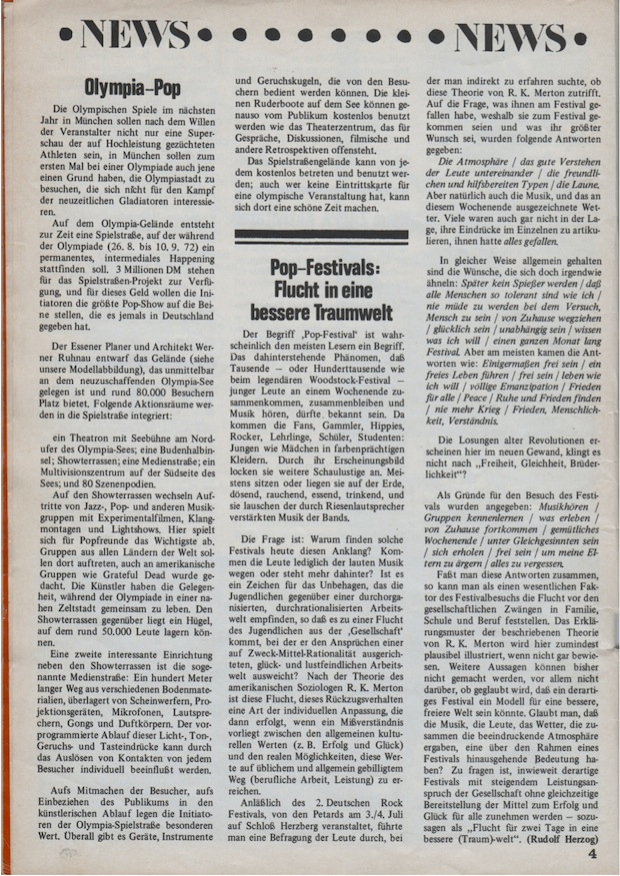 • NEWS • • • • • • • • • NEWS •
Olympia-Pop
Die Olympischen Spiele im nächsten
Jahr in München sollen nach dem Willen
der Veranstalter nicht nur eine Super-
schau der auf Hochleistung gezüchteten
Athleten sein, in München sollen zum
ersten Mal bei einer Olympiade auch jene
einen Grund haben, die Olympiastadt zu
besuchen, die sich nicht für den Kampf
der neuzeitlichen Gladiatoren interessie-
ren.
Auf dem Olympia-Gelände entsteht
zur Zeit eine Spielstraße, auf der während
der Olympiade (26. 8. bis 10. 9. 72) ein
permanentes, intermediales Happening
stattfinden soll. 3 Millionen DM stehen
für das Spielstraßen-Projekt zur Verfü-
gung, und für dieses Geld wollen die Ini-
tiatoren die größte Pop-Show auf die Bei-
ne stellen, die es jemals in Deutschland
gegeben hat.
Der Essener Planer und Architekt Wer-
ner Ruhnau entwarf das Gelände (siehe
unsere Modellabbildung), das unmittelbar
an dem neuzuschaffenden Olympia-See
gelegen ist und rund 80.000 Besuchern
Platz bietet. Folgende Aktionsräume wer-
den in die Spielstraße integriert:
ein Theatron mit Seebühne am Nord-
ufer des Olympia-Sees; eine Budenhalbin-
sel; Showterrassen; eine Medienstraße; ein
Multivisionszentrum auf der Südseite des
Sees; und 80 Szenenpodien.
Auf den Showterrassen wechseln Auf-
tritte von Jazz-, Pop- und anderen Musik-
gruppen mit Experimentalfilmen, Klang-
montagen und Lightshows. Hier spielt
sich für Popfreunde das Wichtigste ab,
Gruppen aus allen Ländern der Welt sol-
len dort auftreten, auch an amerikanische
Gruppen wie Grateful Dead wurde ge-
dacht. Die Künstler haben die Gelegen-
heit, während der Olympiade in einer na-
hen Zeltstadt gemeinsam zu leben. Den
Showterrassen gegenüber liegt ein Hügel,
auf dem rund 50.000 Leute lagern kön-
nen.
Eine zweite interessante Einrichtung
neben den Showterrassen ist die soge-
nannte Medienstraße: Ein hundert Meter
langer Weg aus verschiedenen Bodenmate-
rialien, überlagert von Scheinwerfern, Pro-
jektionsgeräten, Mikrofonen, Lautspre-
chern, Gongs und Duftkörpern. Der vor-
programmierte Ablauf dieser Licht-, Ton-,
Geruchs- und Tasteindrücke kann durch
das Auslösen von Kontakten von jedem
Besucher individuell beeinflußt werden.
Aufs Mitmachen der Besucher, aufs
Einbeziehen des Publikums in den
künstlerischen Ablauf legen die Initiato-
ren der Olympia-Spielstraße besonderen
Wert. Überall gibt es Geräte, Instrumente
und Geruchskugeln, die von den Besu-
chern bedient werden können. Die klei-
nen Ruderboote auf dem See können ge-
nauso vom Publikum kostenlos benutzt
werden wie das Theaterzentrum, das für
Gespräche, Diskussionen, filmische und
andere Retrospektiven offensteht.
Das Spielstraßengelände kann von je-
dem kostenlos betreten und benutzt wer-
den; auch wer keine Eintrittskarte für
eine olympische Veranstaltung hat, kann
sich dort eine schöne Zeit machen.
Pop-Festivals:
Flucht in eine
bessere Traumwelt
Der Begriff ‚Pop-Festival' ist wahr-
scheinlich den meisten Lesern ein Begriff.
Das dahinterstehende Phänomen, daß
Tausende – oder Hunderttausende wie
beim legendären Woodstock-Festival –
junger Leute an einem Wochenende zu-
sammenkommen, zusammenbleiben und
Musik hören, dürfte bekannt sein. Da
kommen die Fans, Gammler, Hippies,
Rocker, Lehrlinge, Schüler, Studenten:
Jungen wie Mädchen in farbenprächtigen
Kleidern. Durch ihr Erscheinungsbild
locken sie weitere Schaulustige an. Mei-
stens sitzen oder liegen sie auf der Erde,
dösend, rauchend, essend, trinkend, und
sie lauschen der durch Riesenlautsprecher
verstärkten Musik der Bands.
Die Frage ist: Warum finden solche
Festivals heute diesen Anklang? Kom-
men die Leute lediglich der lauten Musik
wegen oder steht mehr dahinter? Ist es
ein Zeichen für das Unbehagen, das die
Jugendlichen gegenüber einer durchorga-
nisierten, durchrationalisierten Arbeits-
welt empfinden, so daß es zu einer Flucht
des Jugendlichen aus der ‚Gesellschaft'
kommt, bei der er den Ansprüchen einer
auf Zweck-Mittel-Rationalität ausgerich-
teten, glück- und lustfeindlichen Arbeits-
welt ausweicht? Nach der Theorie des
amerikanischen Soziologen R. K. Merton
ist diese Flucht, dieses Rückzugsverhalten
eine Art der individuellen Anpassung, die
dann erfolgt, wenn ein Mißverständnis
vorliegt zwischen den allgemeinen kultu-
rellen Werten (z. B. Erfolg und Glück)
und den realen Möglichkeiten, diese Wer-
te auf üblichem und allgemein gebilligtem
Weg (berufliche Arbeit, Leistung) zu er-
reichen.
Anläßlich des 2. Deutschen Rock
Festivals, von den Petards am 3./4. Juli
auf Schloß Herzberg veranstaltet, führte
man eine Befragung der Leute durch, bei
der man indirekt zu erfahren suchte, ob
diese Theorie von R. K. Merton zutrifft.
Auf die Frage, was ihnen am Festival ge-
fallen habe, weshalb sie zum Festival ge-
kommen seien und was ihr größter
Wunsch sei, wurden folgende Antworten
gegeben:
Die Atmosphäre / das gute Verstehen
der Leute untereinander / die freundli-
chen und hilfsbereiten Typen / die Laune.
Aber natürlich auch die Musik, und das an
diesem Wochenende ausgezeichnete Wet-
ter. Viele waren auch gar nicht in der La-
ge, ihre Eindrücke im Einzelnen zu artiku-
lieren, ihnen hatte alles gefallen.
In gleicher Weise allgemein gehalten
sind die Wünsche, die sich doch irgendwie
ähneln: Später kein Spießer werden / daß
alle Menschen so tolerant sind wie ich /
nie müde zu werden bei dem Versuch,
Mensch zu sein / von Zuhause wegziehen
/ glücklich sein / unabhängig sein / wissen
was ich will / einen ganzen Monat lang
Festival. Aber am meisten kamen die Ant-
worten wie: Einigermaßen frei sein / ein
freies Leben führen / frei sein / leben wie
ich will / völlige Emanzipation / Frieden
für alle / Peace / Ruhe und Frieden finden
/ nie mehr Krieg / Frieden, Menschlich-
keit, Verständnis.
Die Losungen alter Revolutionen er-
scheinen hier im neuen Gewand, klingt es
nicht nach „Freiheit, Gleichheit, Brüder-
lichkeit"?
Als Gründe für den Besuch des Festi-
vals wurden angegeben: Musikhören /
Gruppen kennenlernen / was erleben /
von Zuhause fortkommen / gemütliches
Wochenende / unter Gleichgesinnten sein
/ sich erholen / frei sein / um meine El-
tern zu ärgern / alles zu vergessen.
Faßt man diese Antworten zusammen,
so kann man als einen wesentlichen Fak-
tor des Festivalbesuchs die Flucht vor den
gesellschaftlichen Zwängen in Familie,
Schule und Beruf feststellen. Das Erklä-
rungsmuster der beschriebenen Theorie
von R. K. Merton wird hier zumindest
plausibel illustriert, wenn nicht gar bewie-
sen. Weitere Aussagen können bisher
nicht gemacht werden, vor allem nicht
darüber, ob geglaubt wird, daß ein derarti-
ges Festival ein Modell für eine bessere,
freiere Welt sein könnte. Glaubt man, daß
die Musik, die Leute, das Wetter, die zu-
sammen die beeindruckende Atmosphäre
ergaben, eine über den Rahmen eines
Festivals hinausgehende Bedeutung ha-
ben? Zu fragen ist, inwieweit derartige
Festivals mit steigendem Leistungsan-
spruch der Gesellschaft ohne gleichzeitige
Bereitstellung der Mittel zum Erfolg und
Glück für alle zunehmen werden – sozu-
sagen als „Flucht für zwei Tage in eine
bessere (Traum)-welt". (Rudolf Herzog)
4